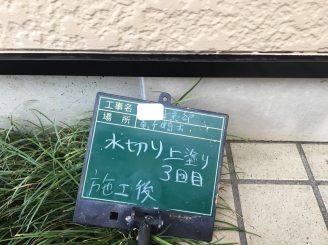 工事名
場所
水切り上塗り
3回目
施工後